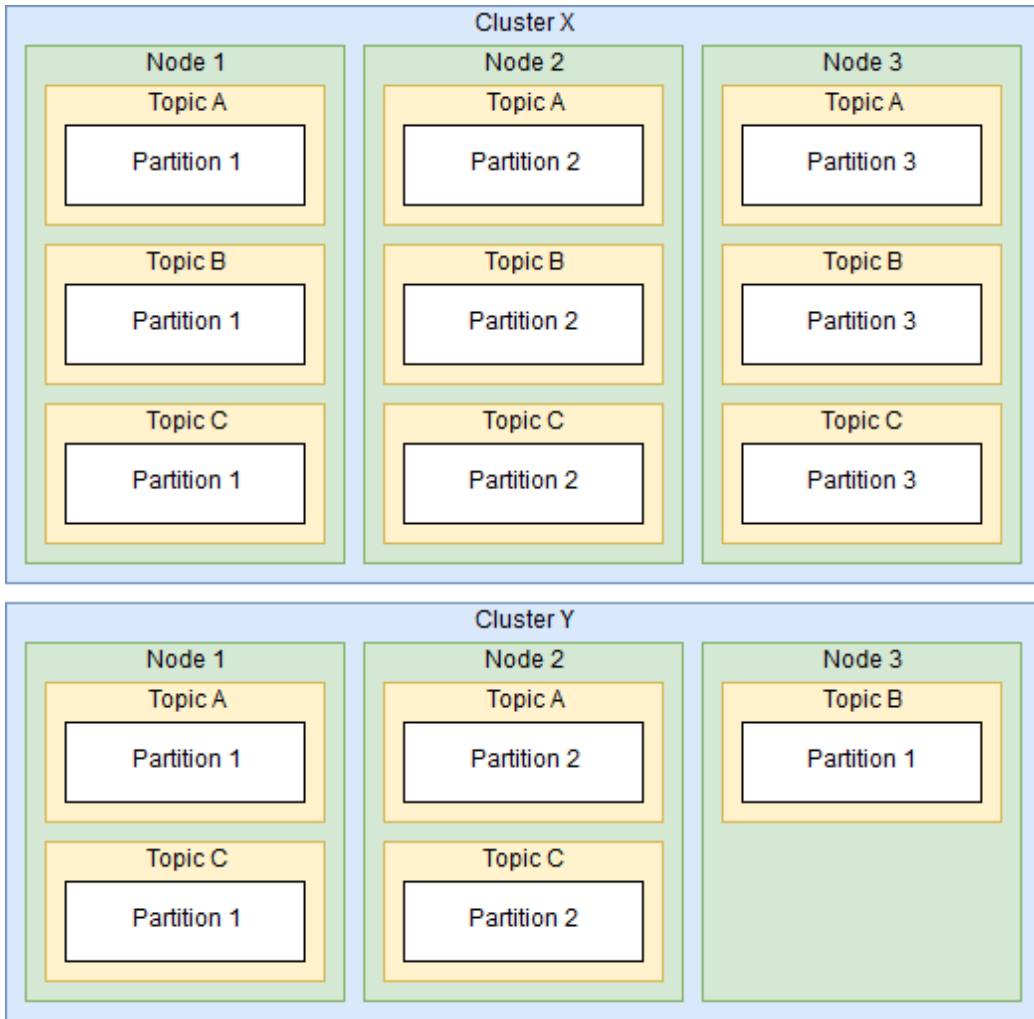 Cluster X
Node 1
Topic A
Partition 1
Topic B
Partition 1
Topic C
Partition 1
Node 2
Topic A
Partition 2
Topic B
Partition 2
Topic C
Partition 2
Node 3
Topic A
Partition 3
Topic B
Partition 3
Topic C
Partition 3
Cluster Y
Node 1
Topic A
Partition 1
Topic C
Partition 1
Node 2
Topic A
Partition 2
Topic C
Partition 2
Node 3
Topic B
Partition 1